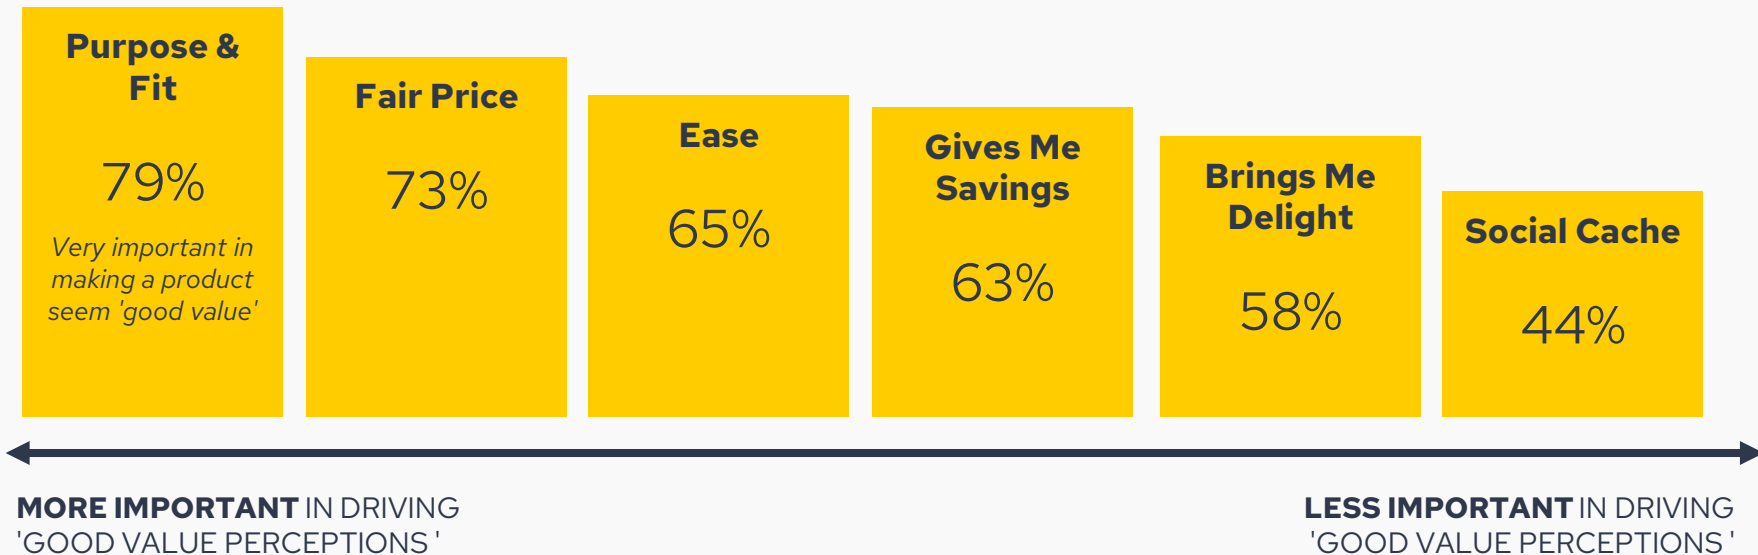 Purpose &
Fit
79%
Very important in
making a product
seem 'good value'
Fair Price
73%
Ease
65%
Gives Me
Savings
63%
Brings Me
Delight
58%
Social Cache
44%
MORE IMPORTANT IN DRIVING
'GOOD VALUE PERCEPTIONS '
LESS IMPORTANT IN DRIVING
'GOOD VALUE PERCEPTIONS '